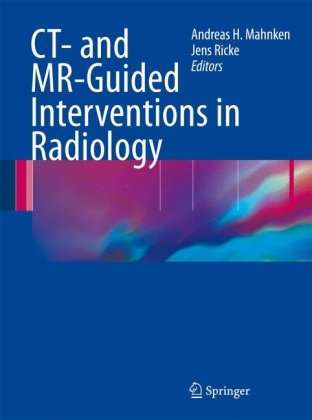 CT- and
MR-Guided
Interventions in
Radiology
Andreas H. Mahnken
Jens Ricke
Editors
Springer